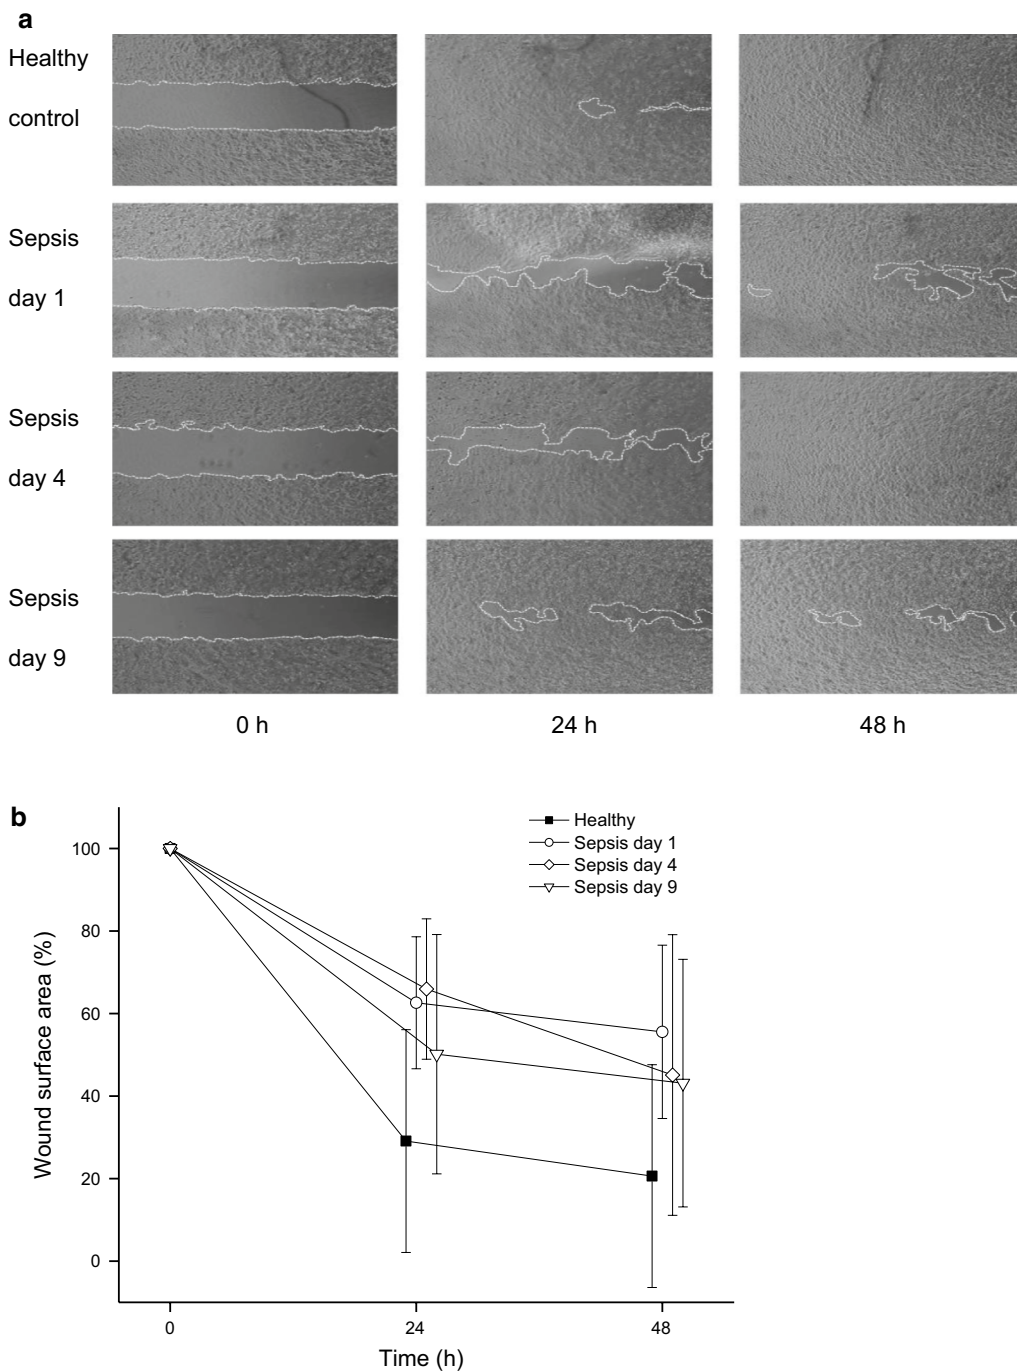 a
Healthy
control
Sepsis
day 1
Sepsis
day 4
Sepsis
day 9
0 h
24 h
48 h
b
Healthy
Sepsis day 1
Sepsis day 4
Sepsis day 9
100
80
60
40
20
0
Wound surface area (%)
0
24
48
Time (h)